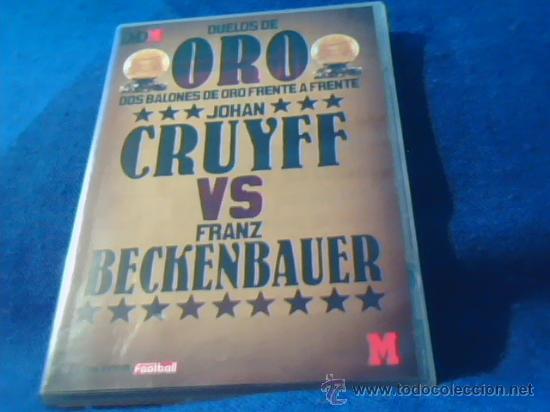 DUELOS DE
ORO
DOS BALONES DE ORO FRENTE A FRENTE
JOHAN
CRUYFF
VS
FRANZ
BECKENBAUER
M
Football
www.todocoleccion.net